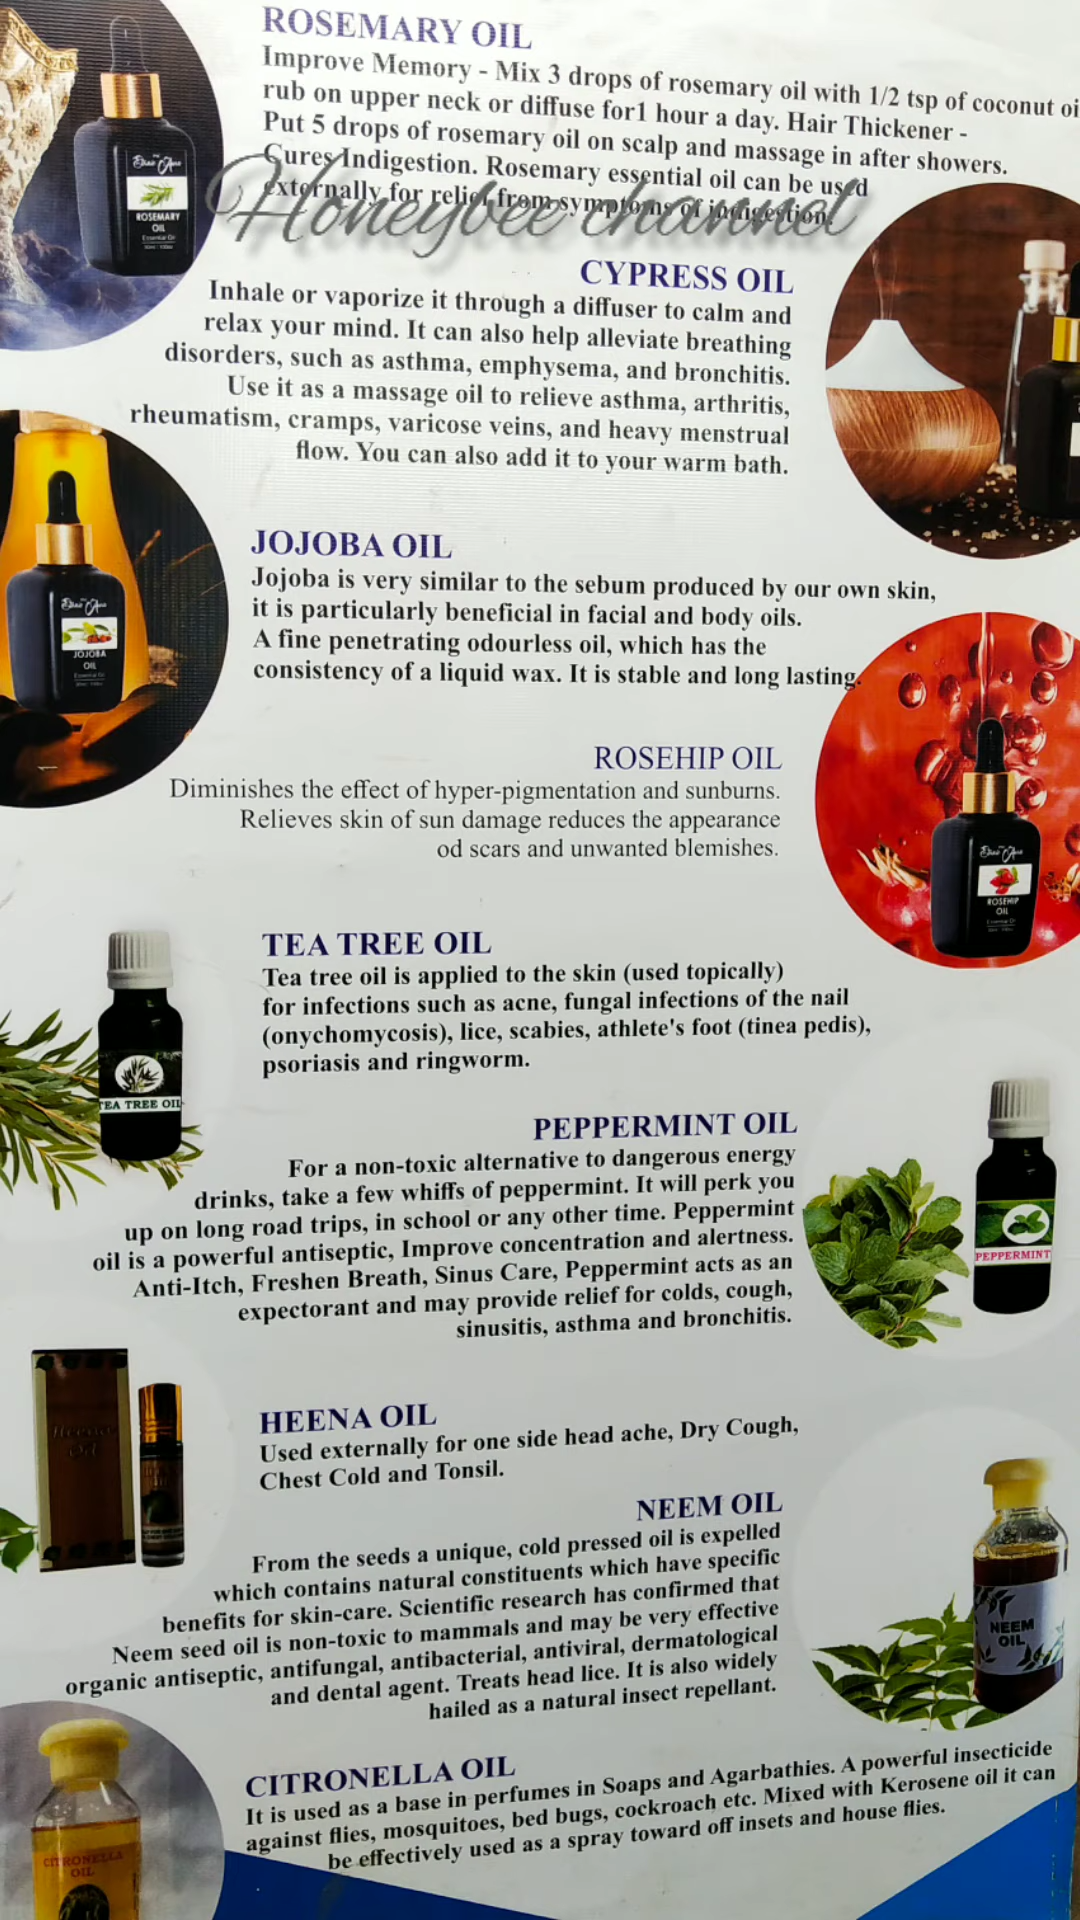 ROSEMARY OIL
Improve Memory - Mix 3 drops of rosemary oil with 1/2 tsp of coconut oi
rub on upper neck or diffuse for1 hour a day. Hair Thickener -
Put 5 drops of rosemary oil on scalp and massage in after showers.
Cures Indigestion. Rosemary essential oil can be used
externally for relief from symptoms of indigestion.
Honeybee channel
ROSEMARY
OIL
Essential Oil
CYPRESS OIL
Inhale or vaporize it through a diffuser to calm and
relax your mind. It can also help alleviate breathing
disorders, such as asthma, emphysema, and bronchitis.
Use it as a massage oil to relieve asthma, arthritis,
rheumatism, cramps, varicose veins, and heavy menstrual
flow. You can also add it to your warm bath.
JOJOBA OIL
Jojoba is very similar to the sebum produced by our own skin,
it is particularly beneficial in facial and body oils.
A fine penetrating odourless oil, which has the
consistency of a liquid wax. It is stable and long lasting.
JOJOBA
OIL
Essential Oil
ROSEHIP OIL
Diminishes the effect of hyper-pigmentation and sunburns.
Relieves skin of sun damage reduces the appearance
od scars and unwanted blemishes.
ROSEHIP
OIL
Essential Oil
TEA TREE OIL
Tea tree oil is applied to the skin (used topically)
for infections such as acne, fungal infections of the nail
(onychomycosis), lice, scabies, athlete's foot (tinea pedis),
psoriasis and ringworm.
TEA TREE OIL
PEPPERMINT OIL
For a non-toxic alternative to dangerous energy
drinks, take a few whiffs of peppermint. It will perk you
up on long road trips, in school or any other time. Peppermint
oil is a powerful antiseptic, Improve concentration and alertness.
Anti-Itch, Freshen Breath, Sinus Care, Peppermint acts as an
expectorant and may provide relief for colds, cough,
sinusitis, asthma and bronchitis.
PEPPERMINT
HEENA OIL
Used externally for one side head ache, Dry Cough,
Chest Cold and Tonsil.
Heena
Oil
NEEM OIL
From the seeds a unique, cold pressed oil is expelled
which contains natural constituents which have specific
benefits for skin-care. Scientific research has confirmed that
Neem seed oil is non-toxic to mammals and may be very effective
organic antiseptic, antifungal, antibacterial, antiviral, dermatological
and dental agent. Treats head lice. It is also widely
hailed as a natural insect repellant.
NEEM
OIL
CITRONELLA OIL
It is used as a base in perfumes in Soaps and Agarbathies. A powerful insecticide
against flies, mosquitoes, bed bugs, cockroach etc. Mixed with Kerosene oil it can
be effectively used as a spray toward off insets and house flies.
CITRONELLA
OIL